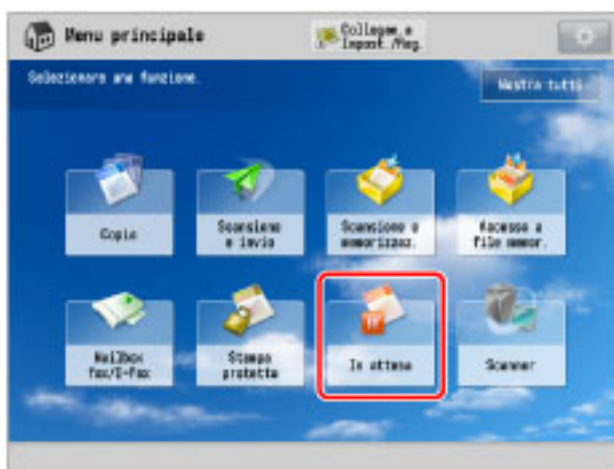 Menu principale
Collegam. a
Impost./Reg.
Selezionare una funzione.
Mostra tutti
Copia
Scansione
e invio
Scansione e
memorizzaz.
Accesso a
file memor.
Mailbox
fax/I-Fax
Stampa
protetta
In attesa
Scanner